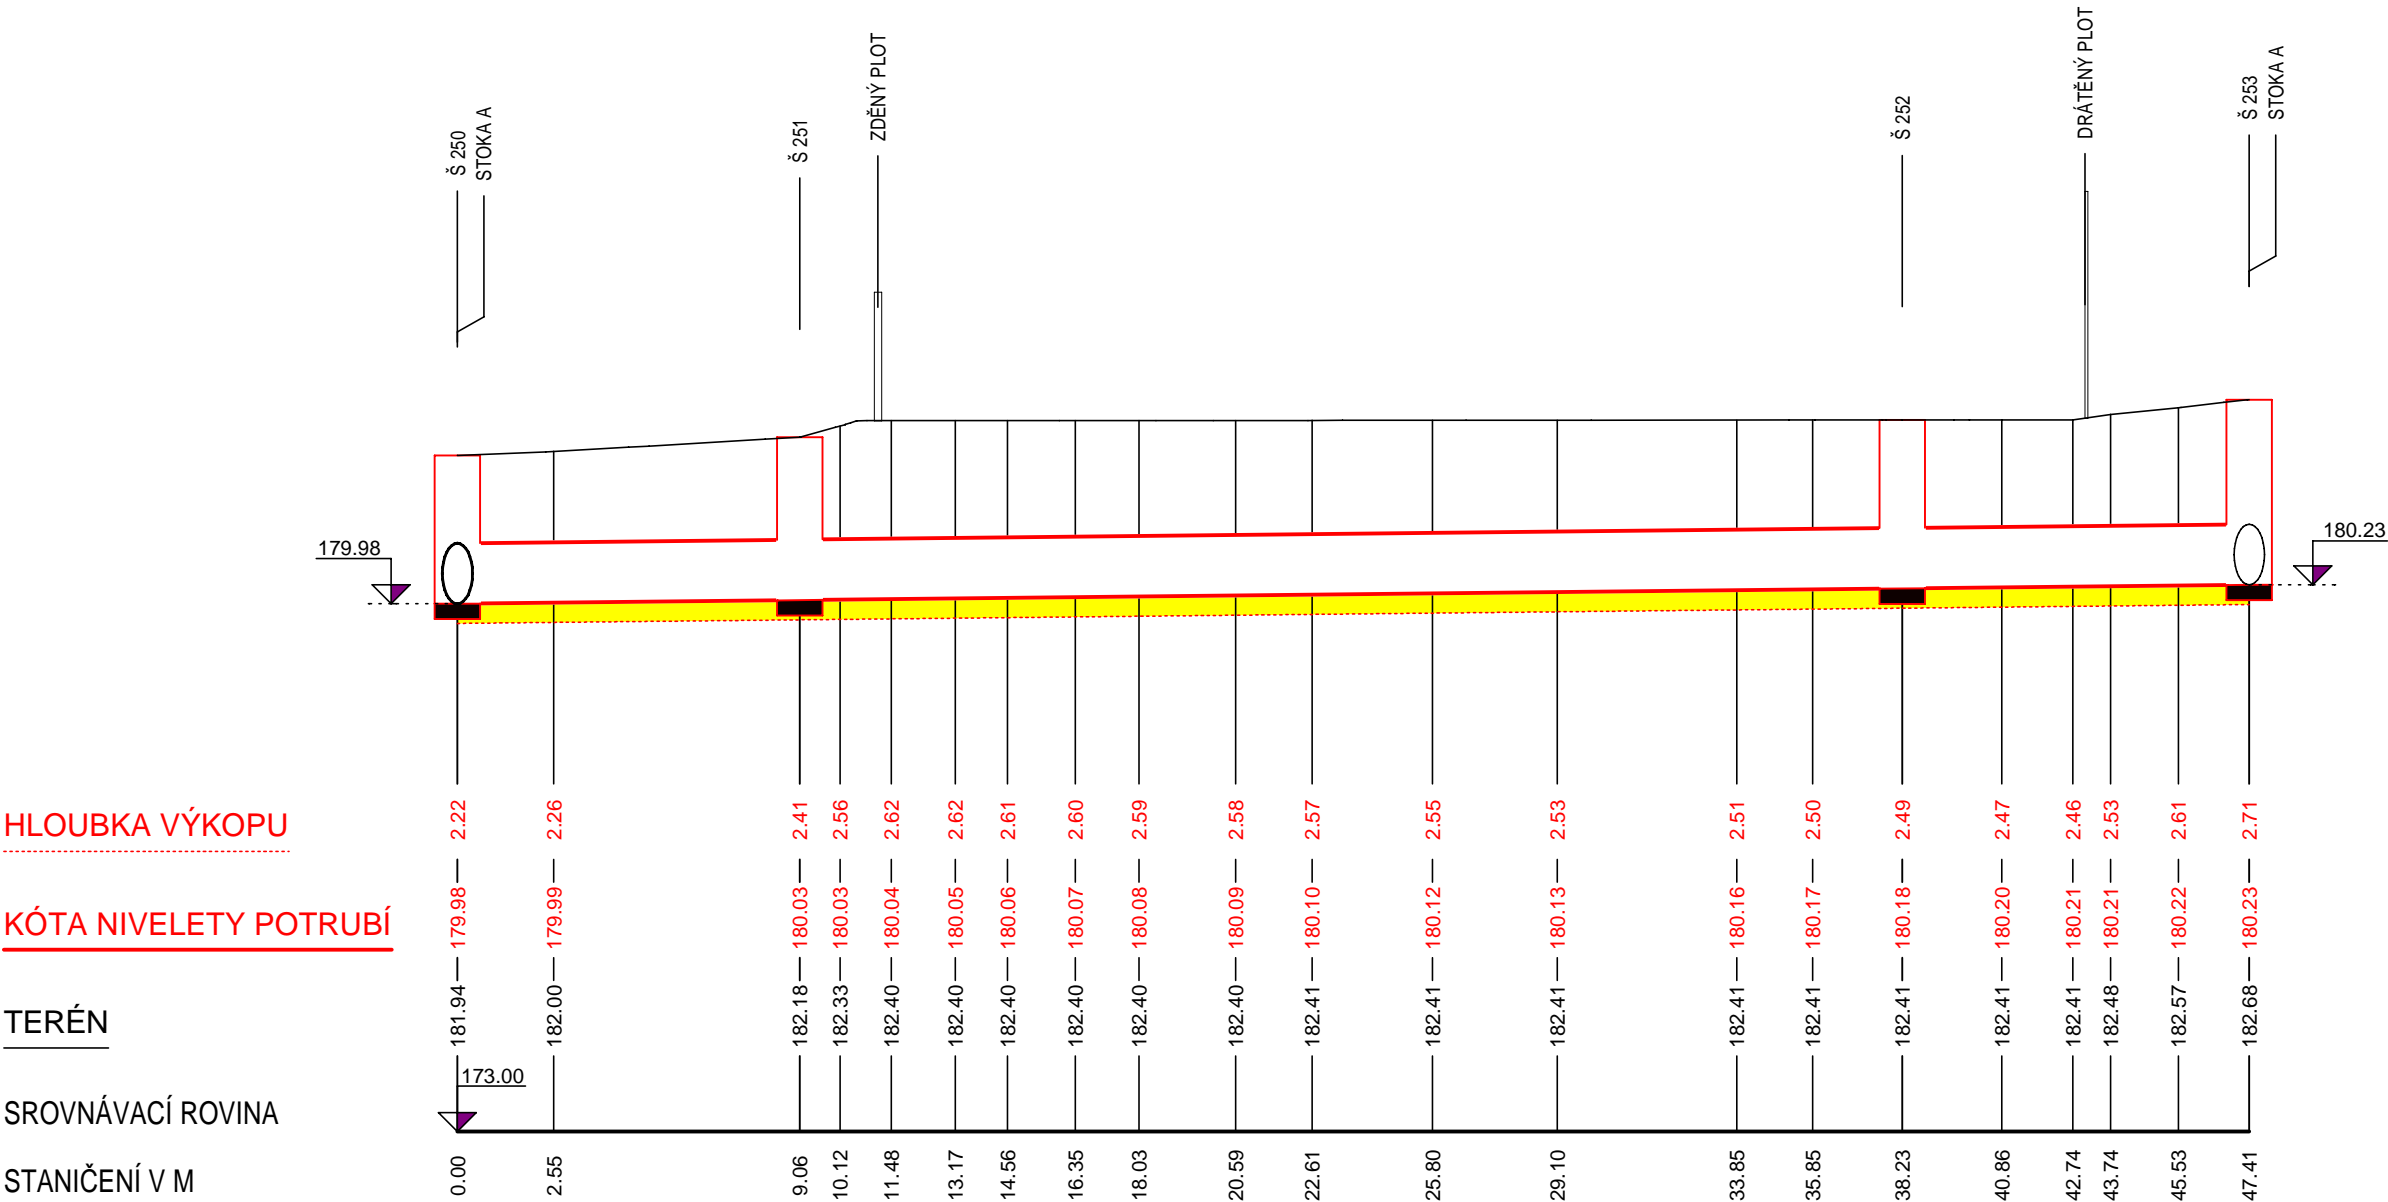 Š 250
STOKA A
Š 251
ZDĚNÝ PLOT
Š 252
DRÁTĚNÝ PLOT
Š 253
STOKA A
179.98
180.23
HLOUBKA VÝKOPU
2.22 2.26 2.41 2.56 2.62 2.62 2.61 2.60 2.59 2.58 2.57 2.55 2.53 2.51 2.50 2.49 2.47 2.46 2.53 2.61 2.71
KÓTA NIVELETY POTRUBÍ
179.98 179.99 180.03 180.03 180.04 180.05 180.06 180.07 180.08 180.09 180.10 180.12 180.13 180.16 180.17 180.18 180.20 180.21 180.21 180.22 180.23
TERÉN
181.94 182.00 182.18 182.33 182.40 182.40 182.40 182.40 182.40 182.40 182.41 182.41 182.41 182.41 182.41 182.41 182.41 182.41 182.48 182.57 182.68
173.00
SROVNÁVACÍ ROVINA
STANIČENÍ V M
0.00 2.55 9.06 10.12 11.48 13.17 14.56 16.35 18.03 20.59 22.61 25.80 29.10 33.85 35.85 38.23 40.86 42.74 43.74 45.53 47.41